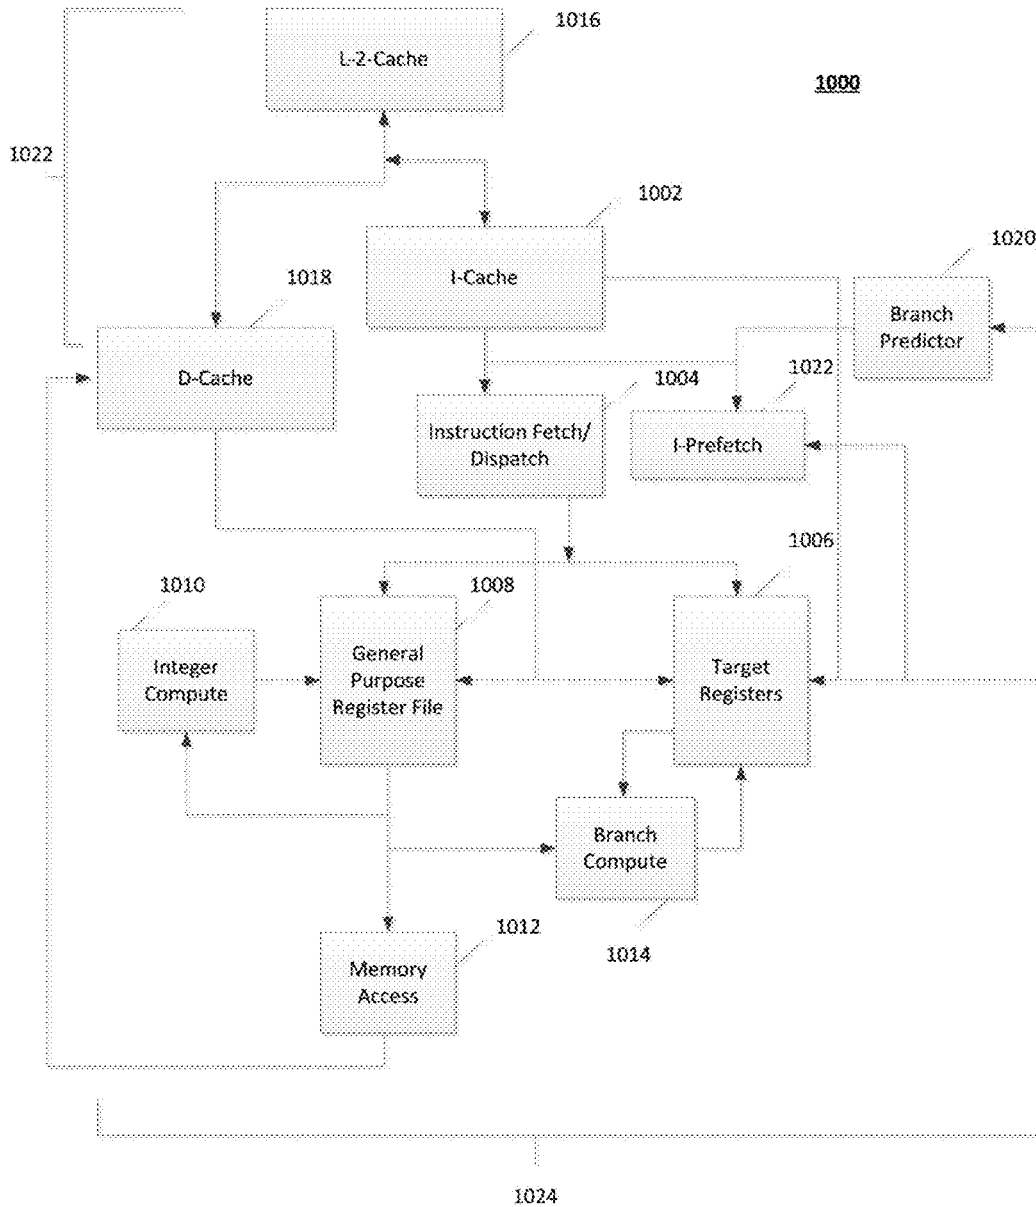 1016
L-2-Cache
1000
1022
1002
1020
I-Cache
1018
Branch
Predictor
D-Cache
1004
1022
Instruction Fetch/
Dispatch
I-Prefetch
1006
1010
1008
Integer
Compute
General
Purpose
Register File
Target
Registers
Branch
Compute
1012
1014
Memory
Access
1024